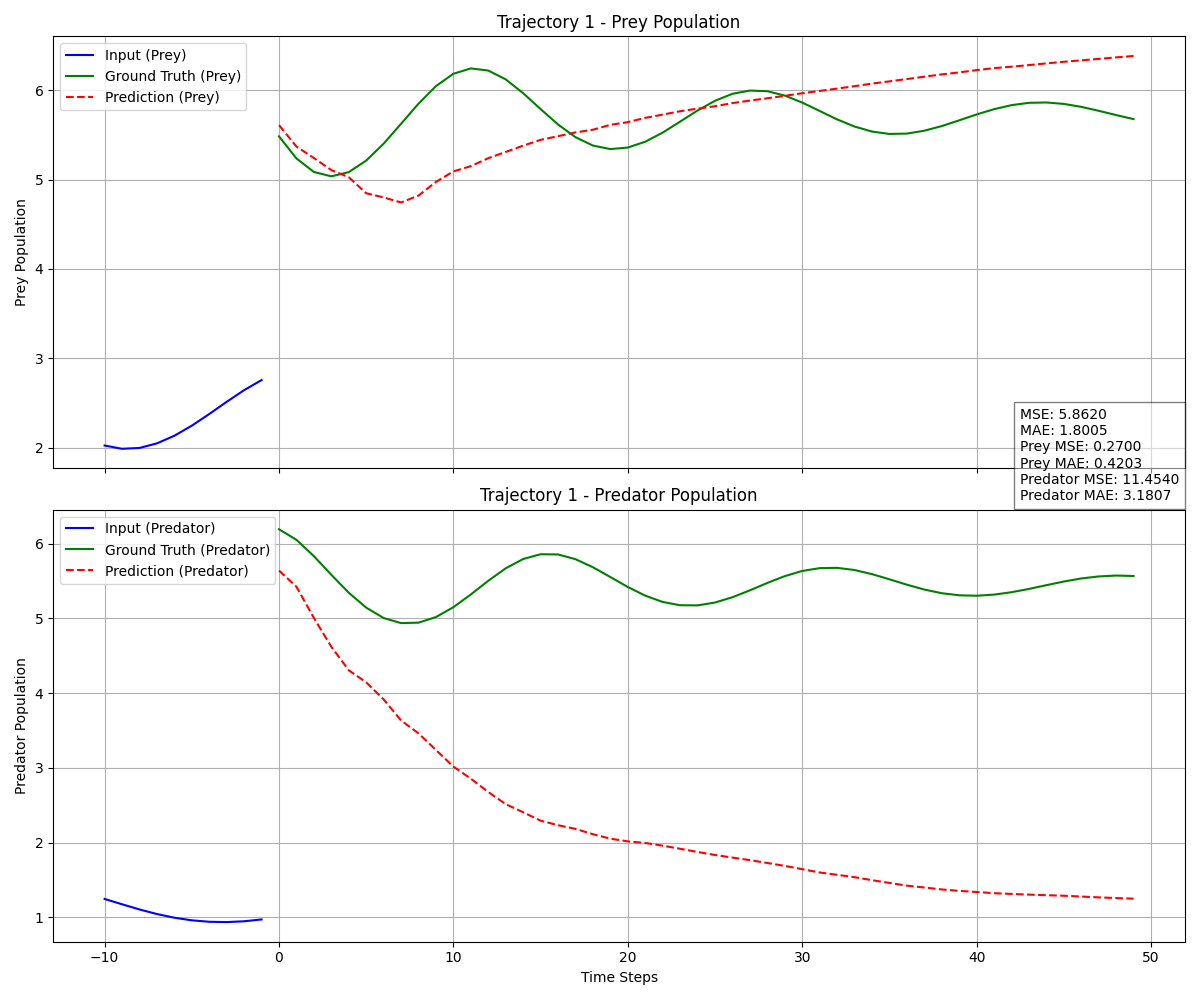 Trajectory 1 - Prey Population
Input (Prey)
Ground Truth (Prey)
Prediction (Prey)
6
5
4
3
2
Prey Population
MSE: 5.8620
MAE: 1.8005
Prey MSE: 0.2700
Prey MAE: 0.4203
Predator MSE: 11.4540
Predator MAE: 3.1807
Trajectory 1 - Predator Population
Input (Predator)
Ground Truth (Predator)
Prediction (Predator)
6
5
4
3
2
1
Predator Population
−10 0 10 20 30 40 50
Time Steps